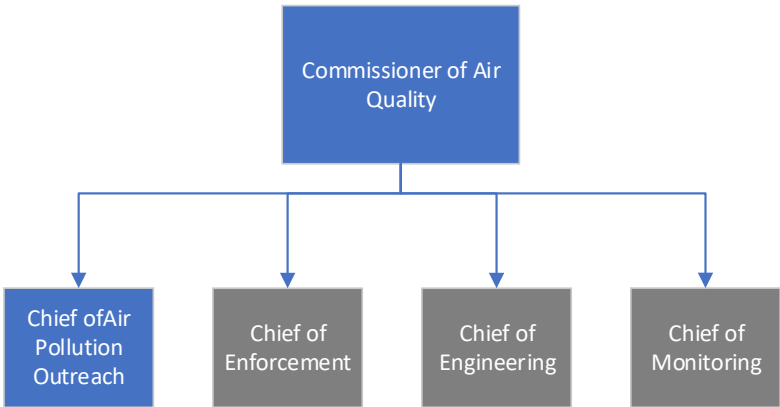 Commissioner of Air
Quality
Chief ofAir
Pollution
Outreach
Chief of
Enforcement
Chief of
Engineering
Chief of
Monitoring